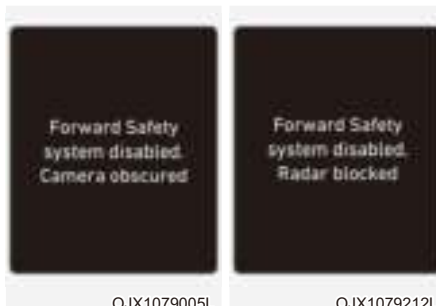 Forward Safety
system disabled.
Camera obscured
Forward Safety
system disabled.
Radar blocked
OJX1079005L
OJX1079212L